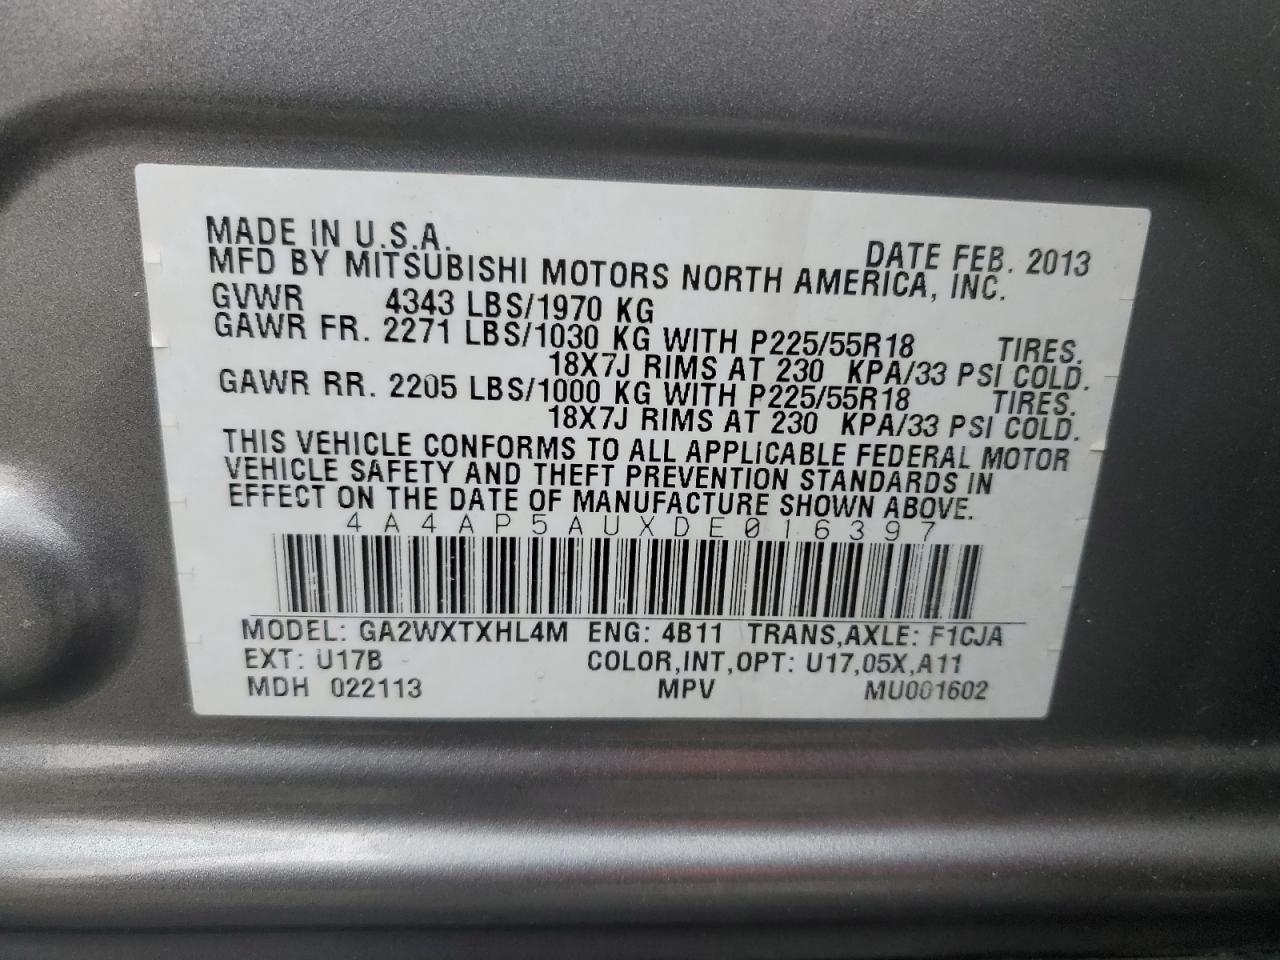 MADE IN U.S.A. DATE FEB. 2013
MFD BY MITSUBISHI MOTORS NORTH AMERICA, INC.
GVWR 4343 LBS/1970 KG
GAWR FR. 2271 LBS/1030 KG WITH P225/55R18 TIRES.
18X7J RIMS AT 230 KPA/33 PSI COLD.
GAWR RR. 2205 LBS/1000 KG WITH P225/55R18 TIRES.
18X7J RIMS AT 230 KPA/33 PSI COLD.
THIS VEHICLE CONFORMS TO ALL APPLICABLE FEDERAL MOTOR
VEHICLE SAFETY AND THEFT PREVENTION STANDARDS IN
EFFECT ON THE DATE OF MANUFACTURE SHOWN ABOVE.
4A4AP5AUXDE016397
MODEL: GA2WXTXHL4M ENG: 4B11 TRANS,AXLE: F1CJA
EXT: U17B COLOR,INT,OPT: U17,05X,A11
MDH 022113 MPV MU001602